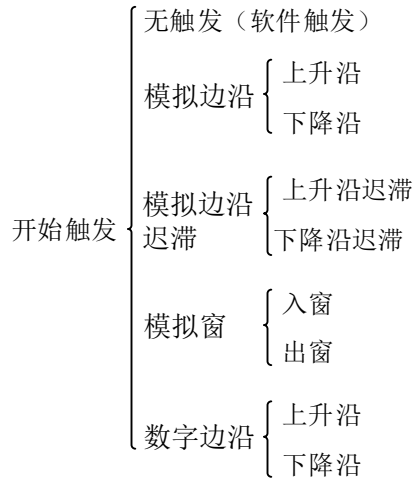 无触发（软件触发）
模拟边沿
上升沿
下降沿
开始触发
模拟边沿
迟滞
上升沿迟滞
下降沿迟滞
模拟窗
入窗
出窗
数字边沿
上升沿
下降沿